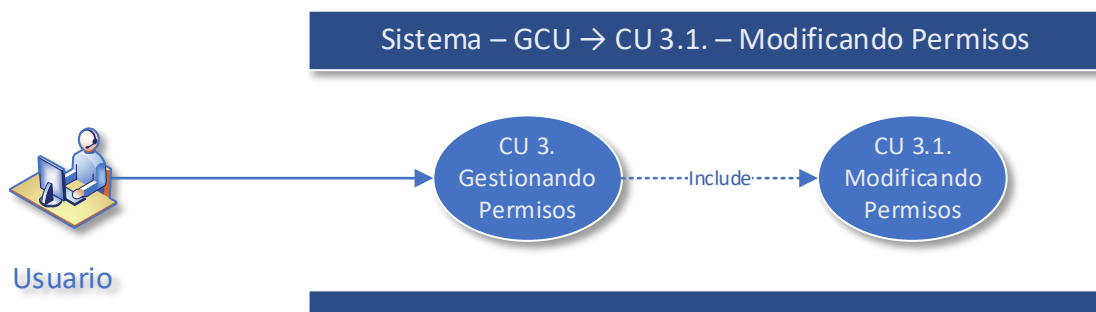 Sistema – GCU → CU 3.1. – Modificando Permisos
CU 3.
Gestionando
Permisos
Include
CU 3.1.
Modificando
Permisos
Usuario